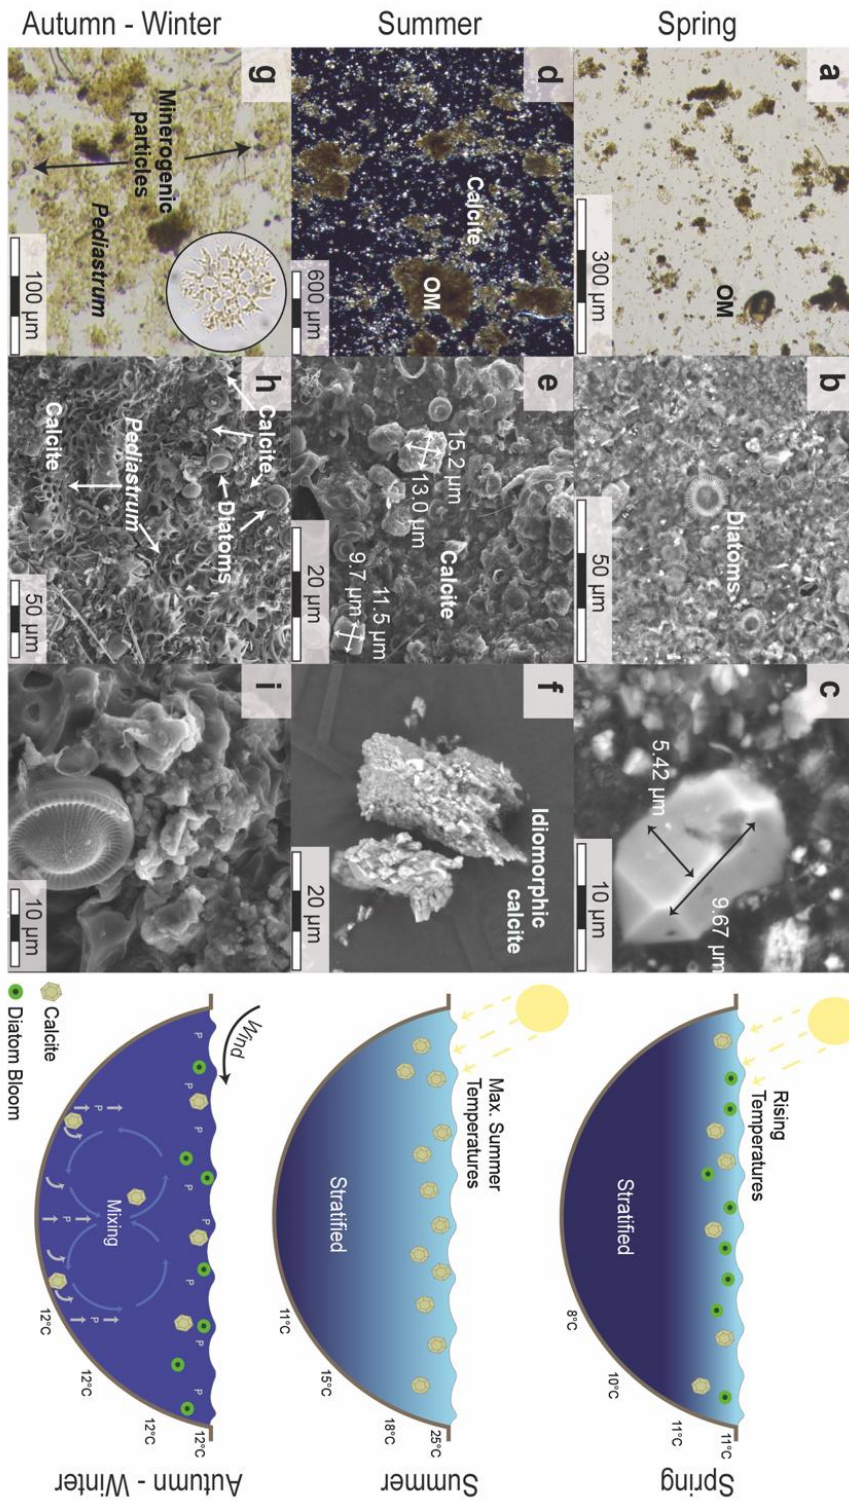 Spring
a
OM
300 µm
b
Diatoms
50 µm
c
5.42 µm
9.67 µm
10 µm
Rising
Temperatures
Stratified
8°C
10°C
11°C
11°C
Spring
Summer
d
Calcite
OM
600 µm
e
15.2 µm
13.0 µm
Calcite
11.5 µm
9.7 µm
20 µm
f
Idiomorphic
calcite
20 µm
Max. Summer
Temperatures
Stratified
11°C
15°C
18°C
25°C
Summer
Autumn - Winter
g
Minerogenic
particles
Pediastrum
100 µm
h
Calcite
Diatoms
Pediastrum
Calcite
50 µm
i
10 µm
Wind
P
P
P
P
P
P
P
P
Mixing
12°C
12°C
12°C
12°C
Autumn - Winter
Calcite
Diatom Bloom